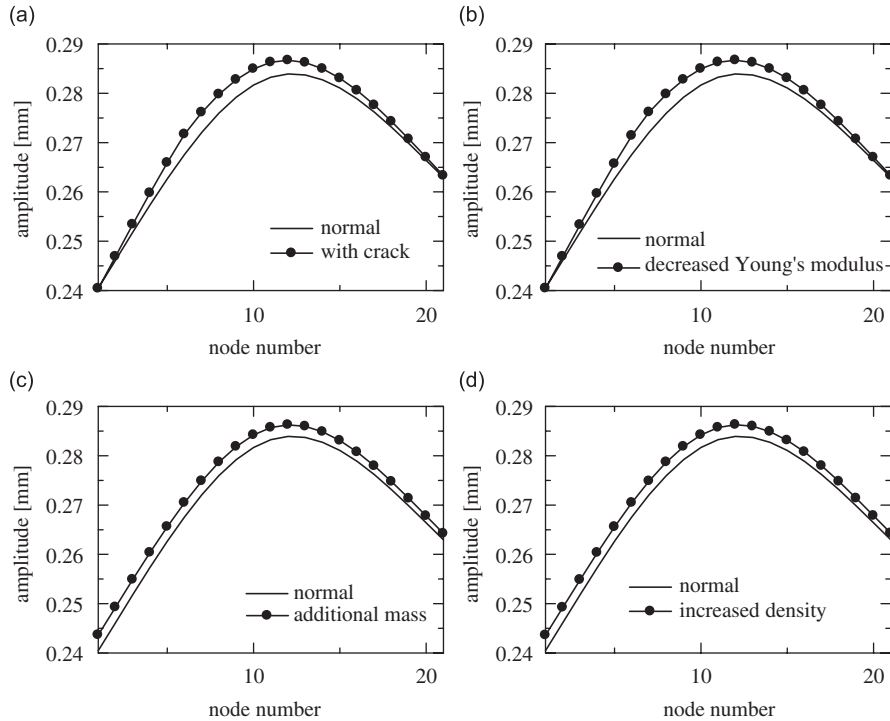 (a)
0.29
0.28
0.27
0.26
0.25
0.24
amplitude [mm]
normal
with crack
10
20
node number
(b)
0.29
0.28
0.27
0.26
0.25
0.24
amplitude [mm]
normal
decreased Young's modulus
10
20
node number
(c)
0.29
0.28
0.27
0.26
0.25
0.24
amplitude [mm]
normal
additional mass
10
20
node number
(d)
0.29
0.28
0.27
0.26
0.25
0.24
amplitude [mm]
normal
increased density
10
20
node number